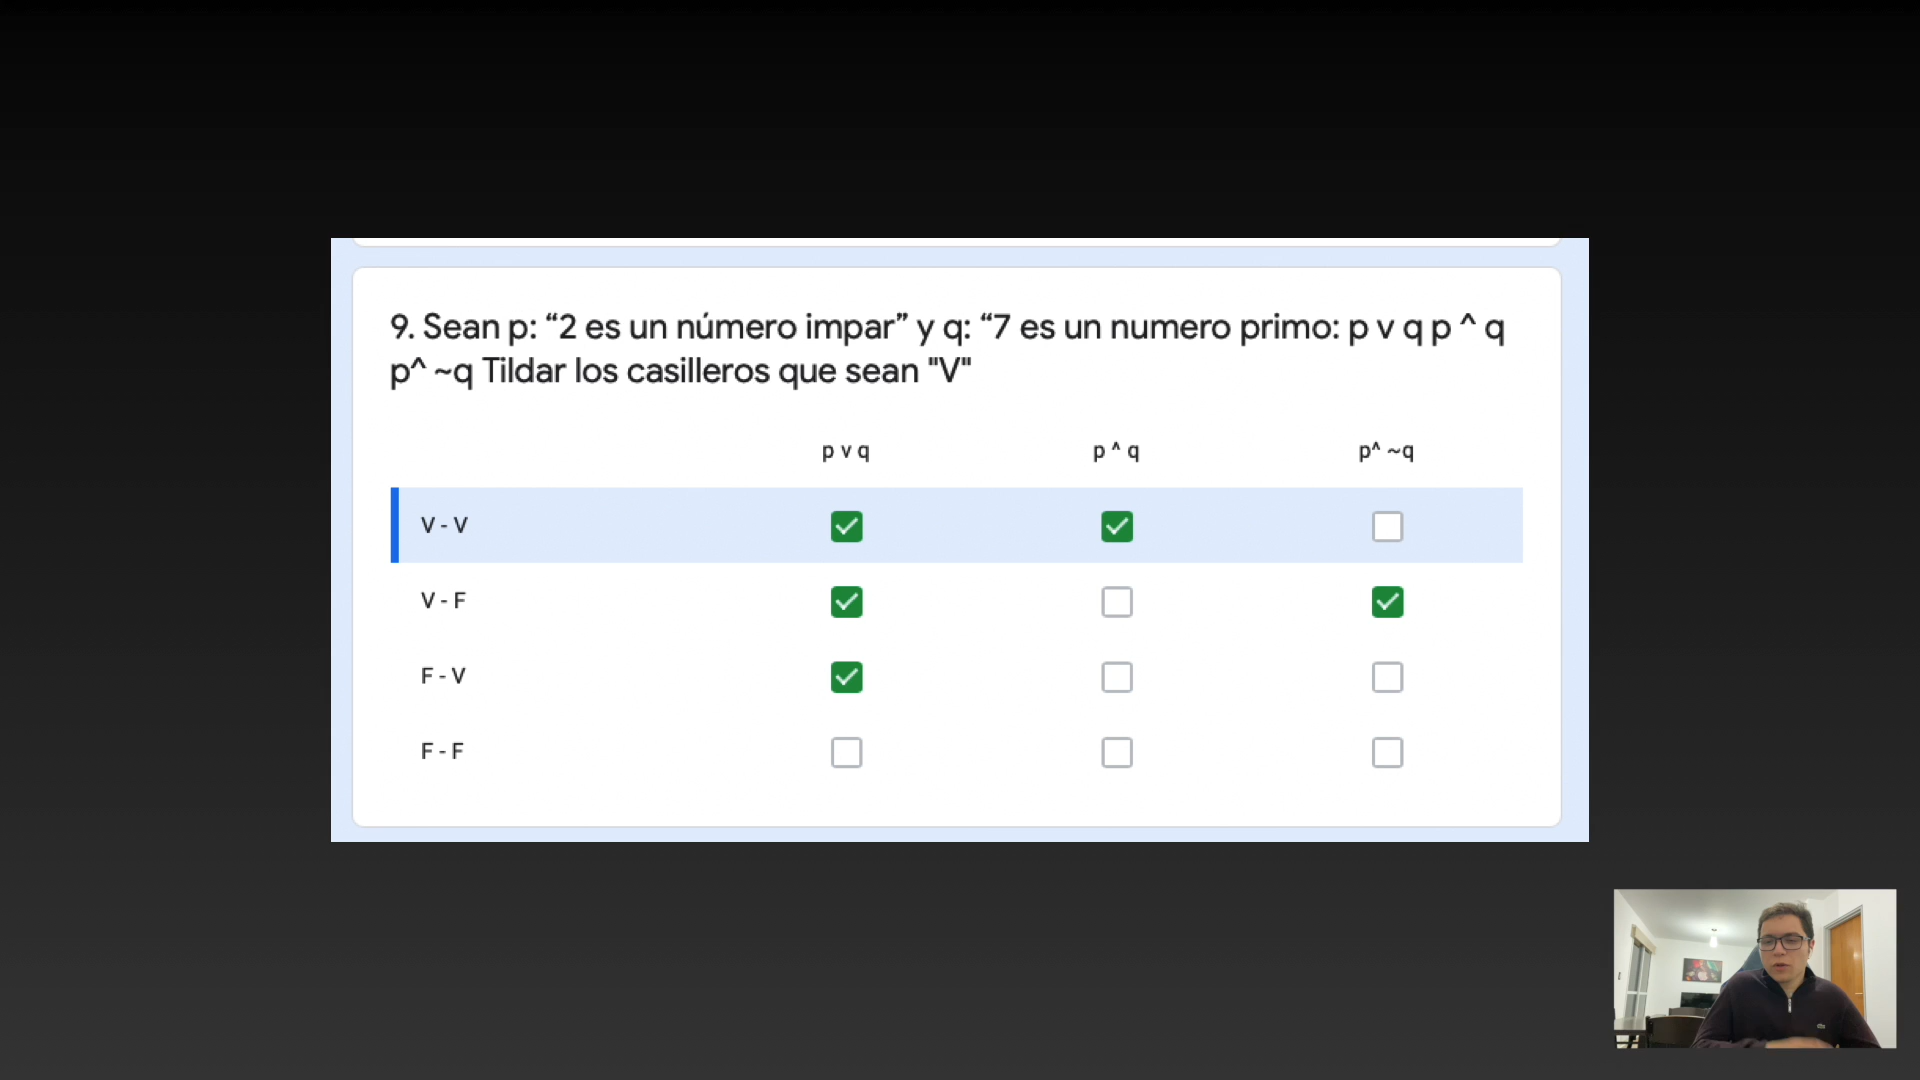 9. Sean p: “2 es un número impar” y q: “7 es un numero primo: p v q p ^ q
p^ ~q Tildar los casilleros que sean "V"
p v q p ^ q p^ ~q
V - V
V - F
F - V
F - F